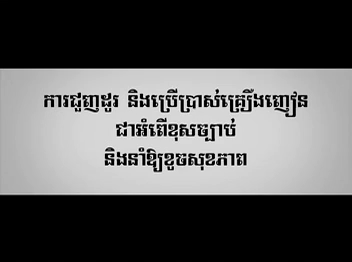 ការជួញដូរ និងប្រើប្រាស់គ្រឿងញៀន
ជាអំពើខុសច្បាប់
និងនាំឱ្យខូចសុខភាព